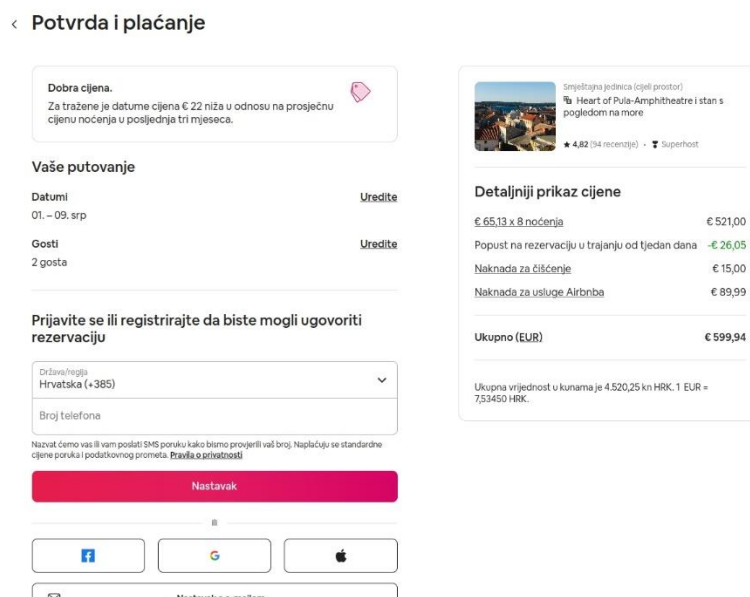 Potvrda i plaćanje
Dobra cijena.
Za tražene je datume cijena € 22 niža u odnosu na prosječnu
cijenu noćenja u posljednja tri mjeseca.
Vaše putovanje
Datumi
Uredite
01. – 09. srp
Gosti
Uredite
2 gosta
Prijavite se ili registrirajte da biste mogli ugovoriti
rezervaciju
Država/regija
Hrvatska (+385)
Broj telefona
Nazvat ćemo vas ili vam poslati SMS poruku kako bismo provjerili vaš broj. Naplaćuju se standardne
cijene poruka i podatkovnog prometa. Pravila o privatnosti
Nastavak
ili
Smještajna jedinica (cijeli prostor)
Heart of Pula-Amphitheatre i stan s
pogledom na more
4,82 (94 recenzije) • Superhost
Detaljniji prikaz cijene
€ 65,13 x 8 noćenja
€ 521,00
Popust na rezervaciju u trajanju od tjedan dana
-€ 26,05
Naknada za čišćenje
€ 15,00
Naknada za usluge Airbnba
€ 89,99
Ukupno (EUR)
€ 599,94
Ukupna vrijednost u kunama je 4.520,25 kn HRK. 1 EUR =
7,53450 HRK.